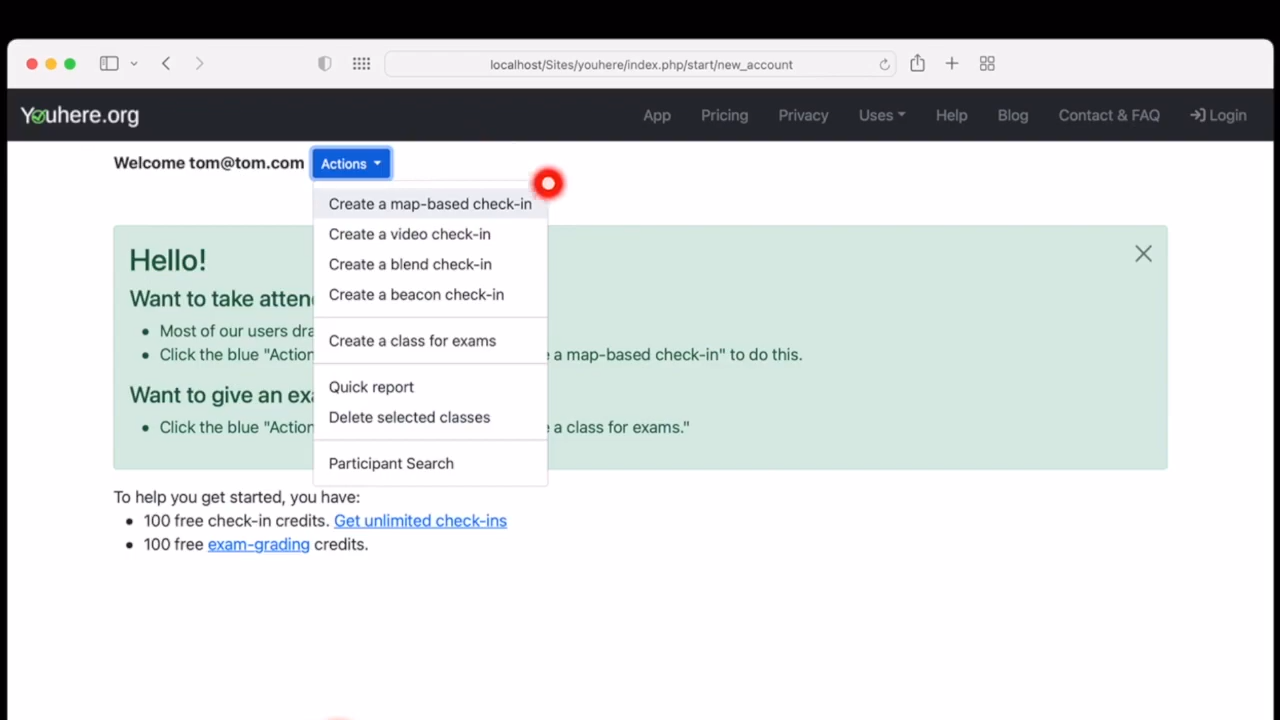 localhost/Sites/youhere/index.php/start/new_account
Youhere.org
App Pricing Privacy Uses Help Blog Contact & FAQ Login
Welcome tom@tom.com Actions
Create a map-based check-in
Create a video check-in
Create a blend check-in
Create a beacon check-in
Create a class for exams
Quick report
Delete selected classes
Participant Search
Hello!
Want to take
Most of our users
Click the blue a map-based check-in" to do this.
Want to give an
Click the blue a class for exams."
To help you get started, you have:
100 free check-in credits. Get unlimited check-ins
100 free exam-grading credits.